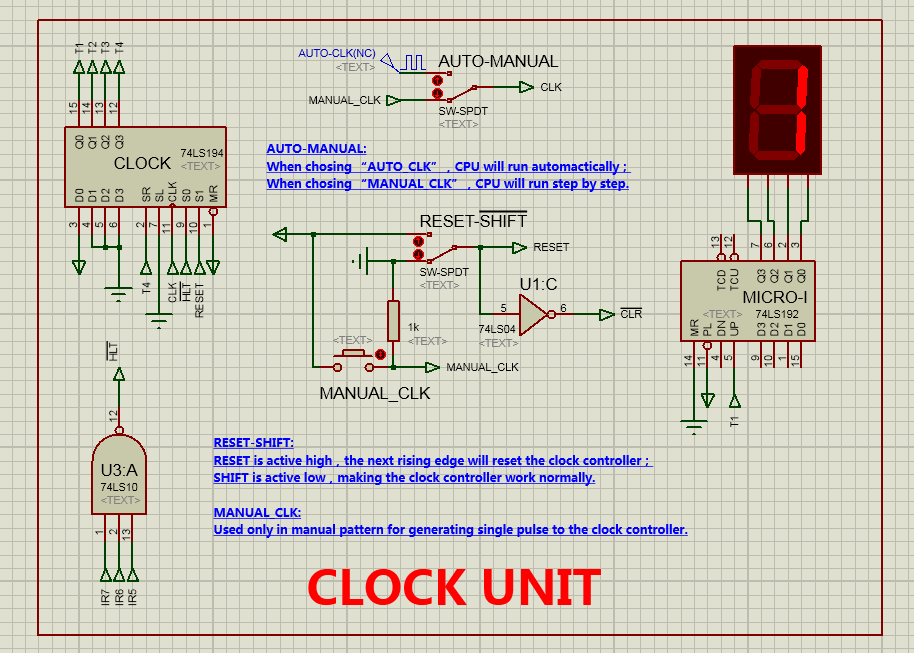 T1 T2 T3 T4
15 14 13 12
Q0 Q1 Q2 Q3
CLOCK
74LS194
<TEXT>
D0 D1 D2 D3 SR SL CLK S0 S1 MR
3 4 5 6 2 7 11 9 10 1
T4 CLK HLT RESET
AUTO-CLK(NC)
<TEXT>
AUTO-MANUAL
MANUAL_CLK
CLK
SW-SPDT
<TEXT>
AUTO-MANUAL:
When chosing “AUTO_CLK” , CPU will run automactically ;
When chosing “MANUAL_CLK” , CPU will run step by step.
RESET-SHIFT
RESET
SW-SPDT
<TEXT>
U1:C
5 6
74LS04
<TEXT>
CLR
1k
<TEXT>
<TEXT>
MANUAL_CLK
MANUAL_CLK
13 12 7 6 2 3
TCD TCU Q3 Q2 Q1 Q0
MICRO-I
<TEXT>
74LS192
MR PL DN UP D3 D2 D1 D0
14 11 4 5 9 10 1 15
T1
HLT
12
U3:A
74LS10
<TEXT>
1 2 13
IR7 IR6 IR5
RESET-SHIFT:
RESET is active high , the next rising edge will reset the clock controller ;
SHIFT is active low , making the clock controller work normally.
MANUAL_CLK:
Used only in manual pattern for generating single pulse to the clock controller.
CLOCK UNIT